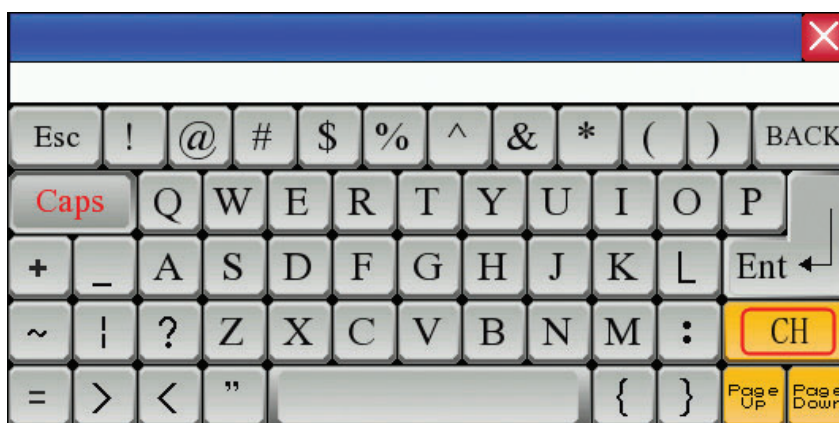 Esc ! @ # $ % ^ & * ( ) BACK
Caps Q W E R T Y U I O P
+ _ A S D F G H J K L Ent
~ ¦ ? Z X C V B N M : CH
= > < " { } Page Up Page Down